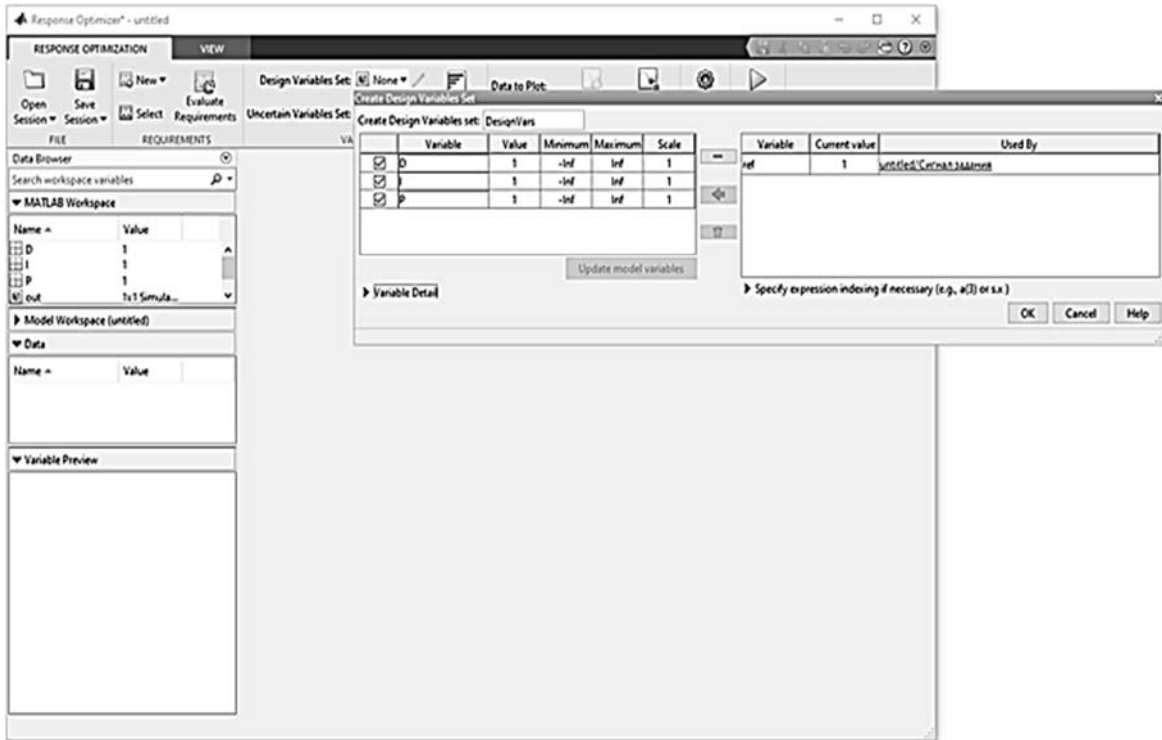 Response Optimizer* - untitled
RESPONSE OPTIMIZATION VIEW
Open Session Save Session New Select Evaluate Requirements Design Variables Set: None Uncertain Variables Set: Data to Plot:
FILE REQUIREMENTS VA
Data Browser
Search workspace variables
MATLAB Workspace
Name Value
D 1
I 1
P 1
out 1x1 Simula...
Model Workspace (untitled)
Data
Name Value
Variable Preview
Create Design Variables Set
Create Design Variables set: DesignVars
Variable Value Minimum Maximum Scale
D 1 -Inf Inf 1
I 1 -Inf Inf 1
P 1 -Inf Inf 1
Update model variables
Variable Detail
Variable Current value Used By
ref 1 untitled/Сигнал задания
Specify expression indexing if necessary (e.g., a(3) or s.x )
OK Cancel Help